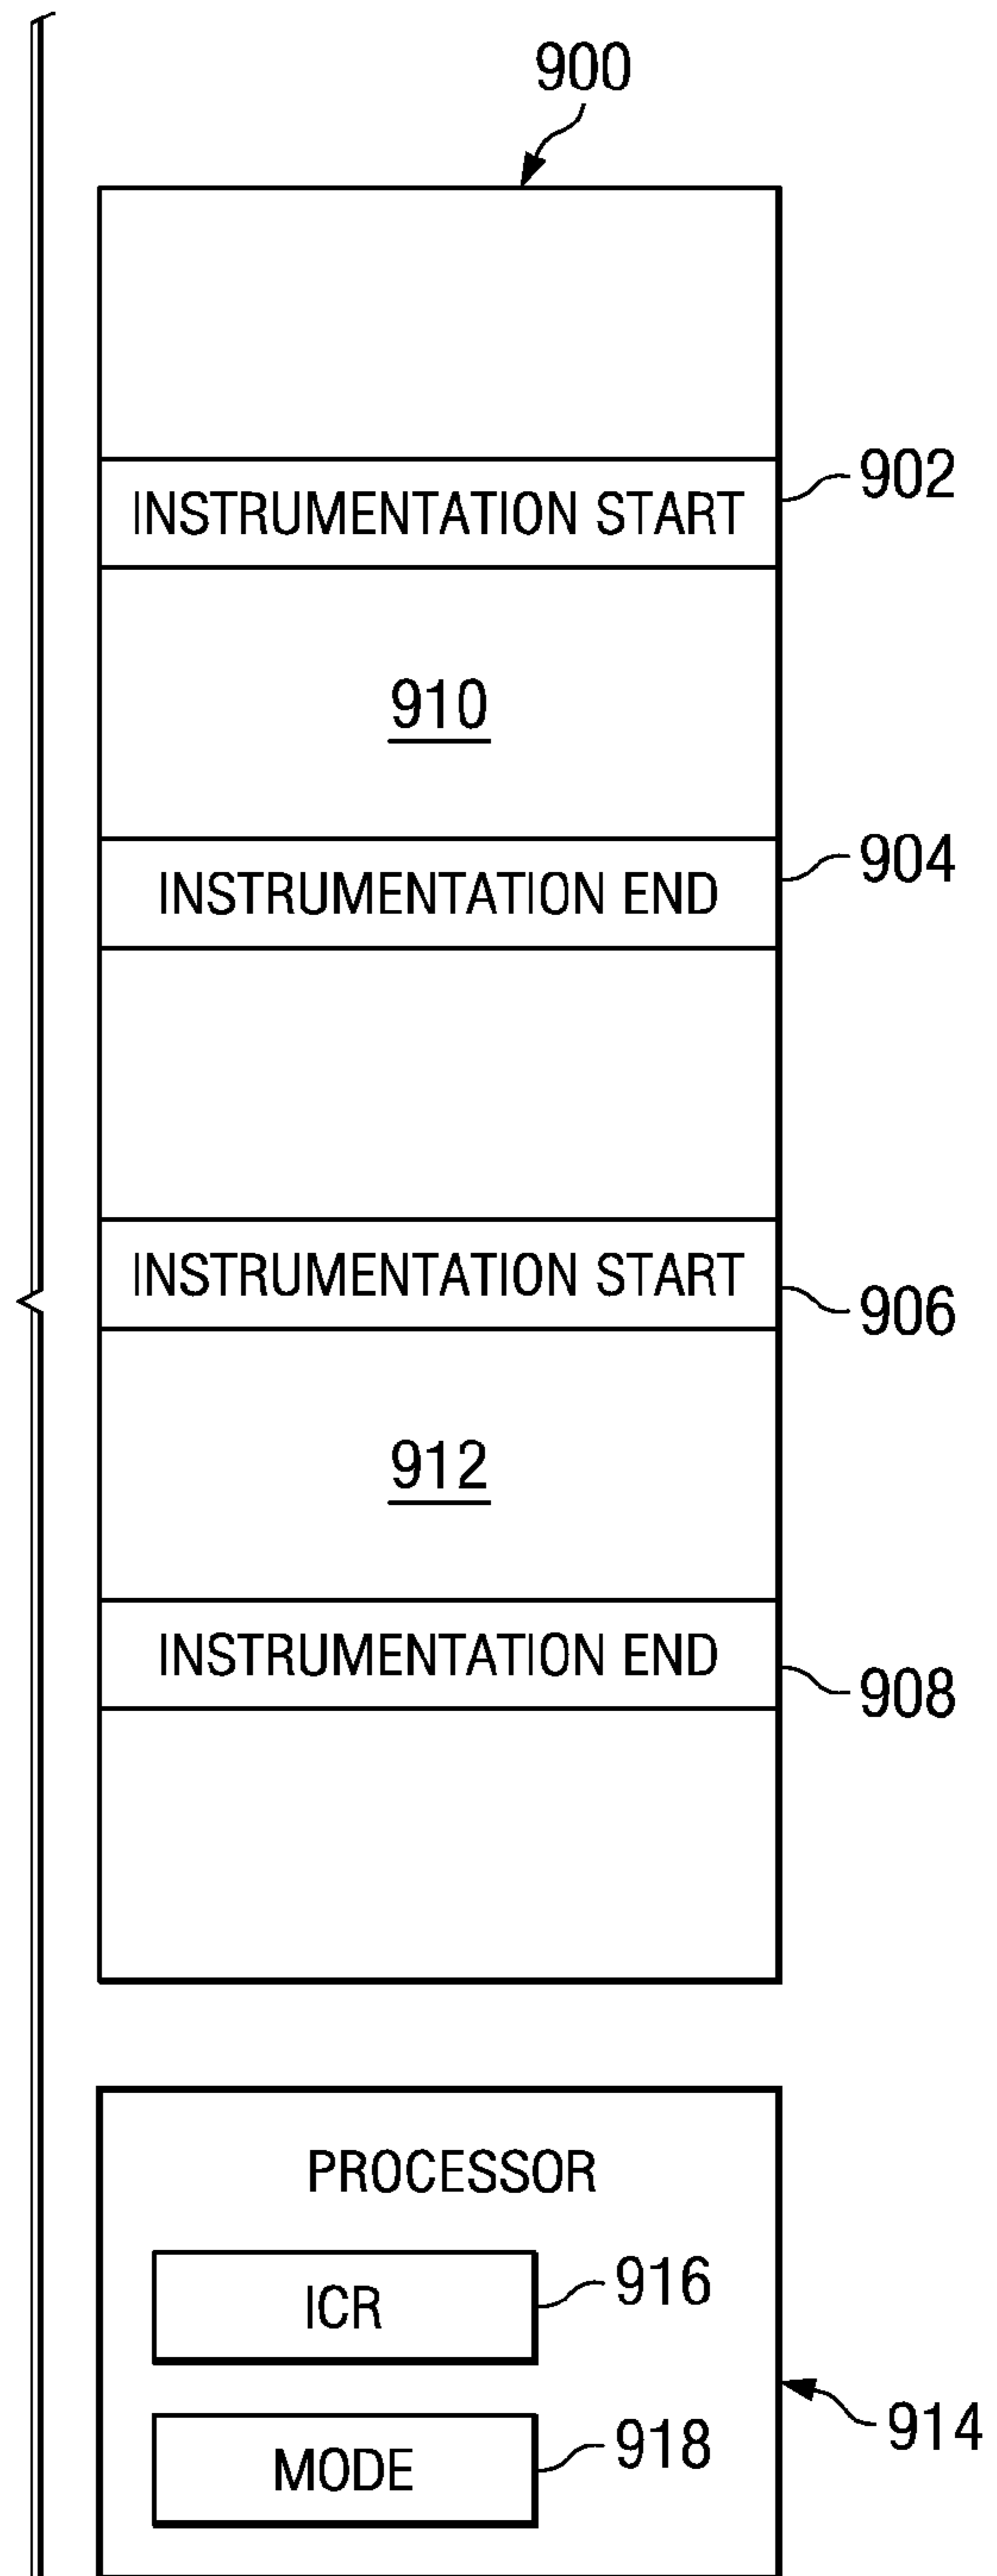 900
INSTRUMENTATION START
902
910
INSTRUMENTATION END
904
INSTRUMENTATION START
906
912
INSTRUMENTATION END
908
PROCESSOR
ICR
916
MODE
918
914